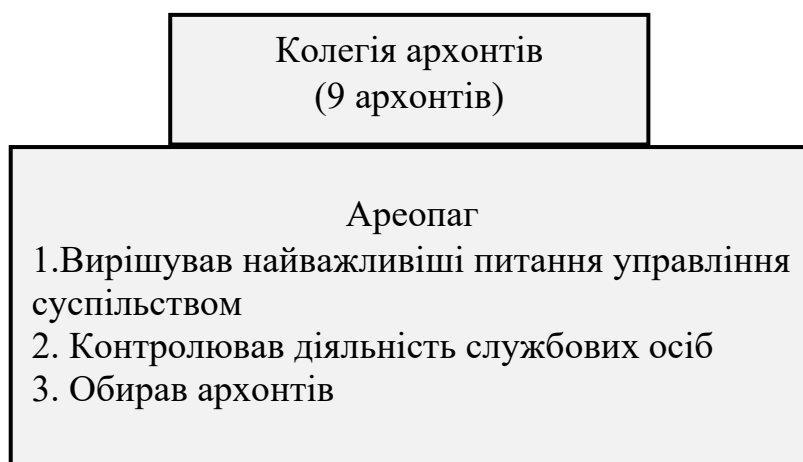 Колегія архонтів
(9 архонтів)
Ареопаг
1.Вирішував найважливіші питання управління
суспільством
2. Контролював діяльність службових осіб
3. Обирав архонтів